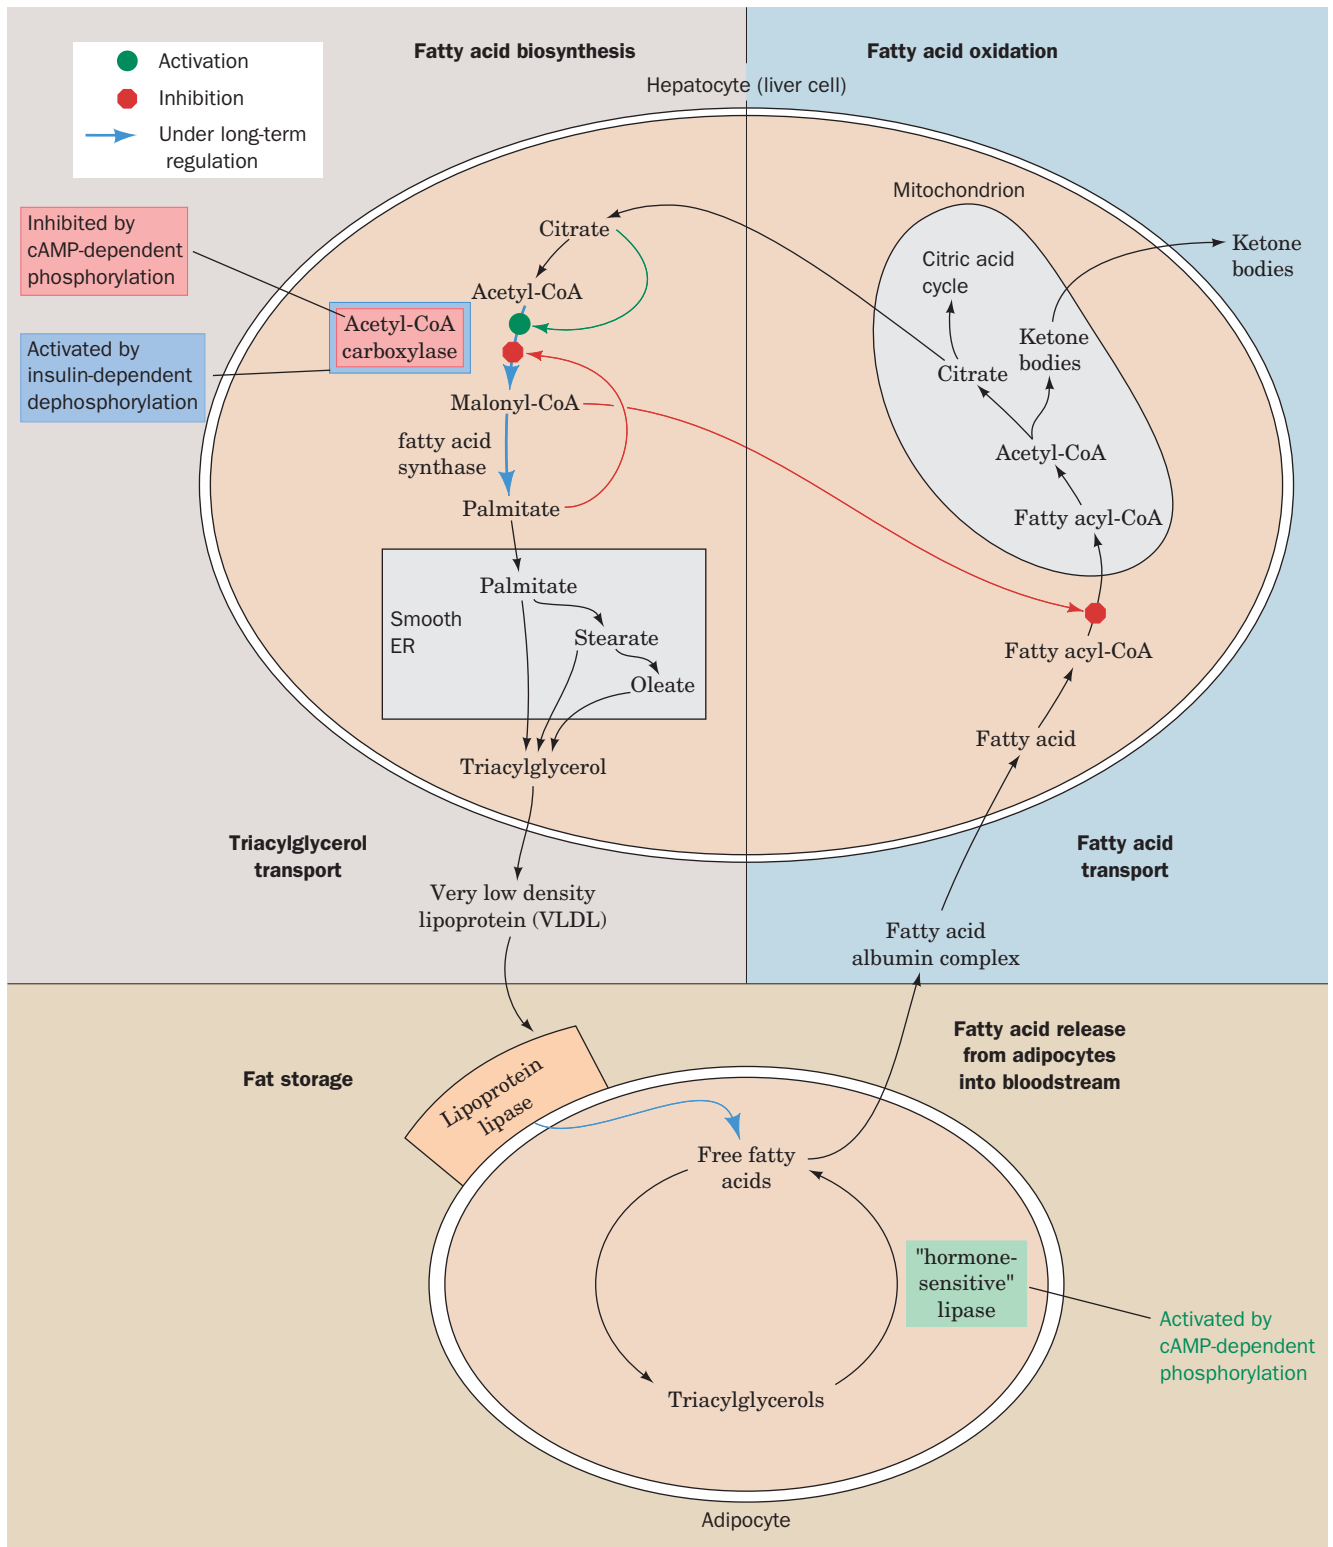 Fatty acid biosynthesis
Fatty acid oxidation
Hepatocyte (liver cell)
Activation
Inhibition
Under long-term
regulation
Inhibited by
cAMP-dependent
phosphorylation
Activated by
insulin-dependent
dephosphorylation
Acetyl-CoA
carboxylase
Citrate
Acetyl-CoA
Malonyl-CoA
fatty acid
synthase
Palmitate
Smooth
ER
Palmitate
Stearate
Oleate
Triacylglycerol
Mitochondrion
Citric acid
cycle
Ketone
bodies
Ketone
bodies
Citrate
Acetyl-CoA
Fatty acyl-CoA
Fatty acyl-CoA
Fatty acid
Triacylglycerol
transport
Fatty acid
transport
Very low density
lipoprotein (VLDL)
Fatty acid
albumin complex
Fat storage
Fatty acid release
from adipocytes
into bloodstream
Lipoprotein
lipase
Free fatty
acids
"hormone-
sensitive"
lipase
Activated by
cAMP-dependent
phosphorylation
Triacylglycerols
Adipocyte